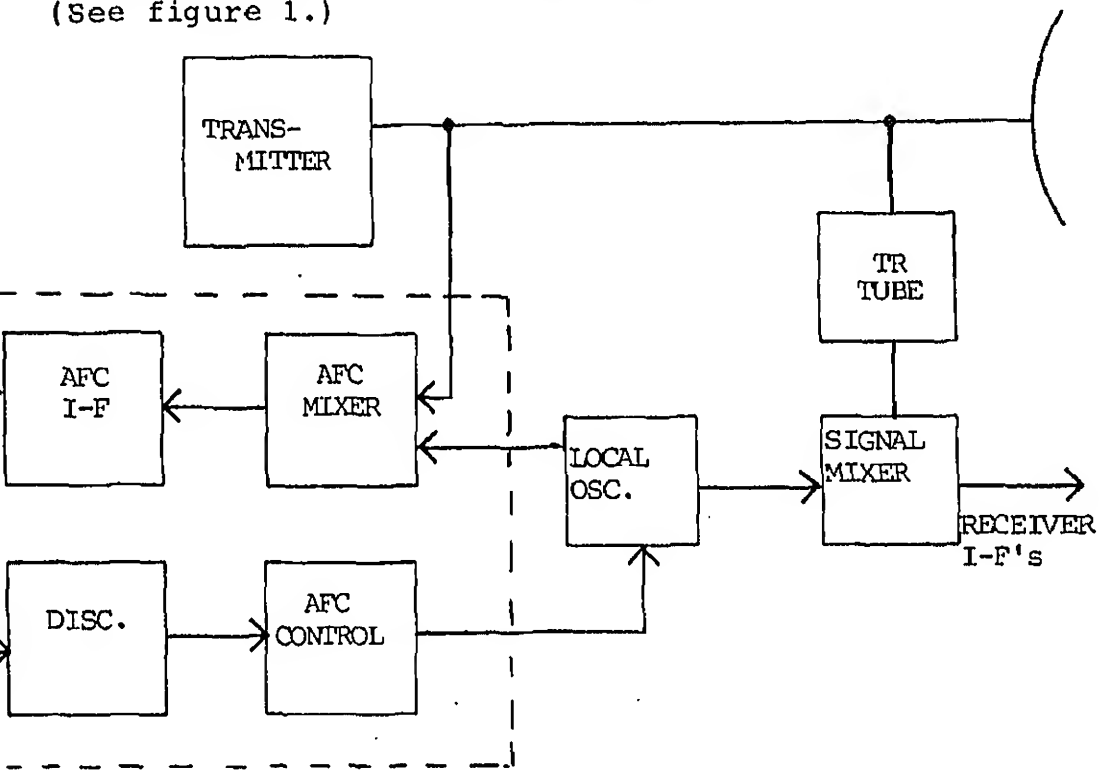 (See figure 1.)
TRANS-
MITTER
TR
TUBE
AFC
I-F
AFC
MIXER
LOCAL
OSC.
SIGNAL
MIXER
RECEIVER
I-F's
DISC.
AFC
CONTROL